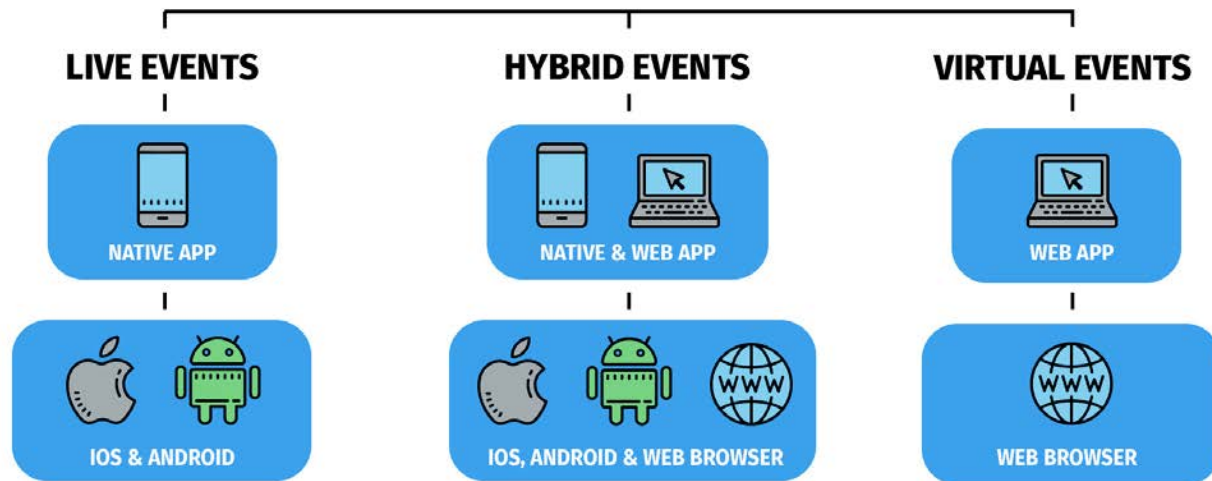 LIVE EVENTS
HYBRID EVENTS
VIRTUAL EVENTS
NATIVE APP
NATIVE & WEB APP
WEB APP
WWW
WWW
IOS & ANDROID
IOS, ANDROID & WEB BROWSER
WEB BROWSER